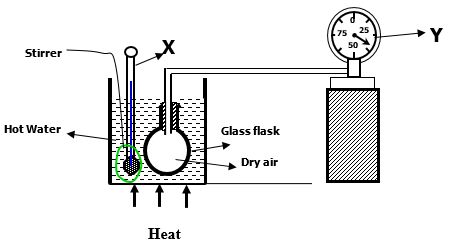 0
75
25
50
Y
X
Stirrer
Hot Water
Glass flask
Dry air
Heat